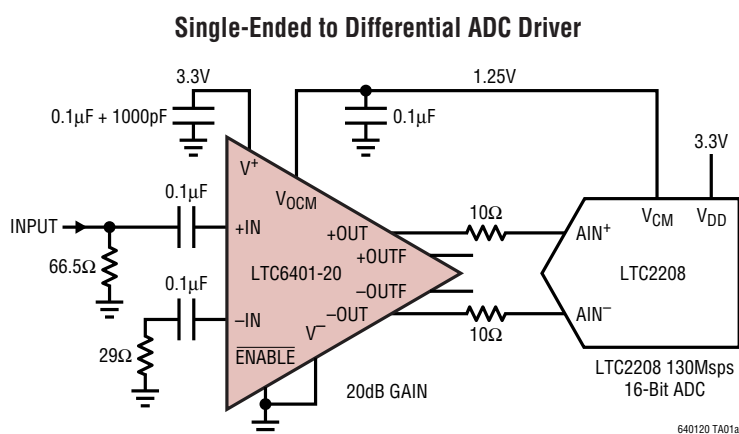 Single-Ended to Differential ADC Driver
3.3V
1.25V
0.1µF + 1000pF
0.1µF
3.3V
V+
VOCM
VCM
VDD
0.1µF
INPUT
+IN
66.5Ω
LTC6401-20
+OUT
+OUTF
–OUTF
–OUT
10Ω
AIN+
LTC2208
AIN–
10Ω
0.1µF
–IN
V–
ENABLE
29Ω
20dB GAIN
LTC2208 130Msps
16-Bit ADC
640120 TA01a